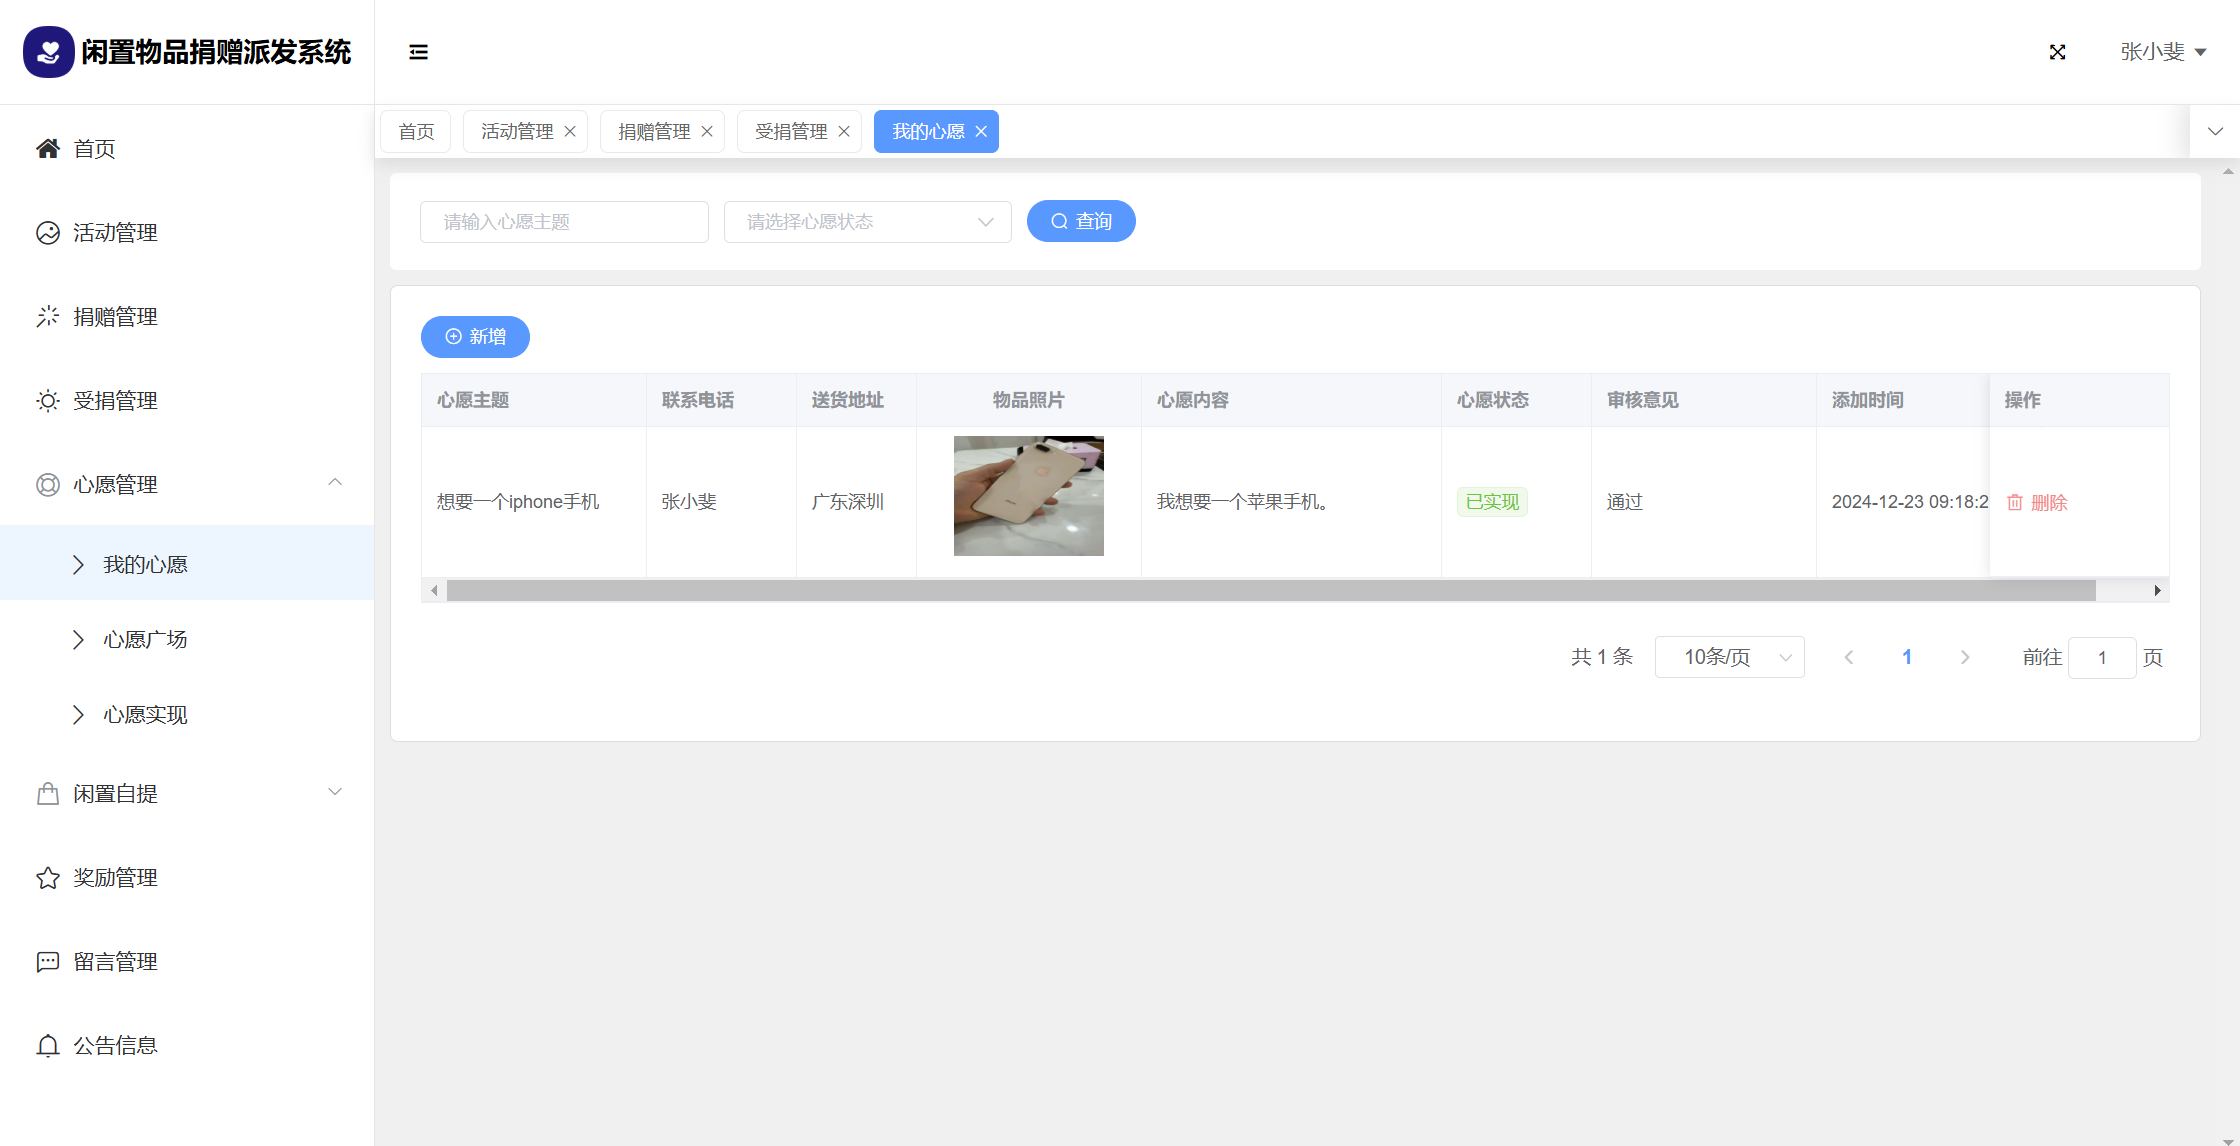 闲置物品捐赠派发系统
张小斐
首页
活动管理
捐赠管理
受捐管理
我的心愿
首页
活动管理
捐赠管理
受捐管理
心愿管理
我的心愿
心愿广场
心愿实现
闲置自提
奖励管理
留言管理
公告信息
请输入心愿主题
请选择心愿状态
查询
新增
心愿主题 联系电话 送货地址 物品照片 心愿内容 心愿状态 审核意见 添加时间 操作
想要一个iphone手机 张小斐 广东深圳 我想要一个苹果手机。 已实现 通过 2024-12-23 09:18:2 删除
共 1 条 10条/页 1 前往 1 页